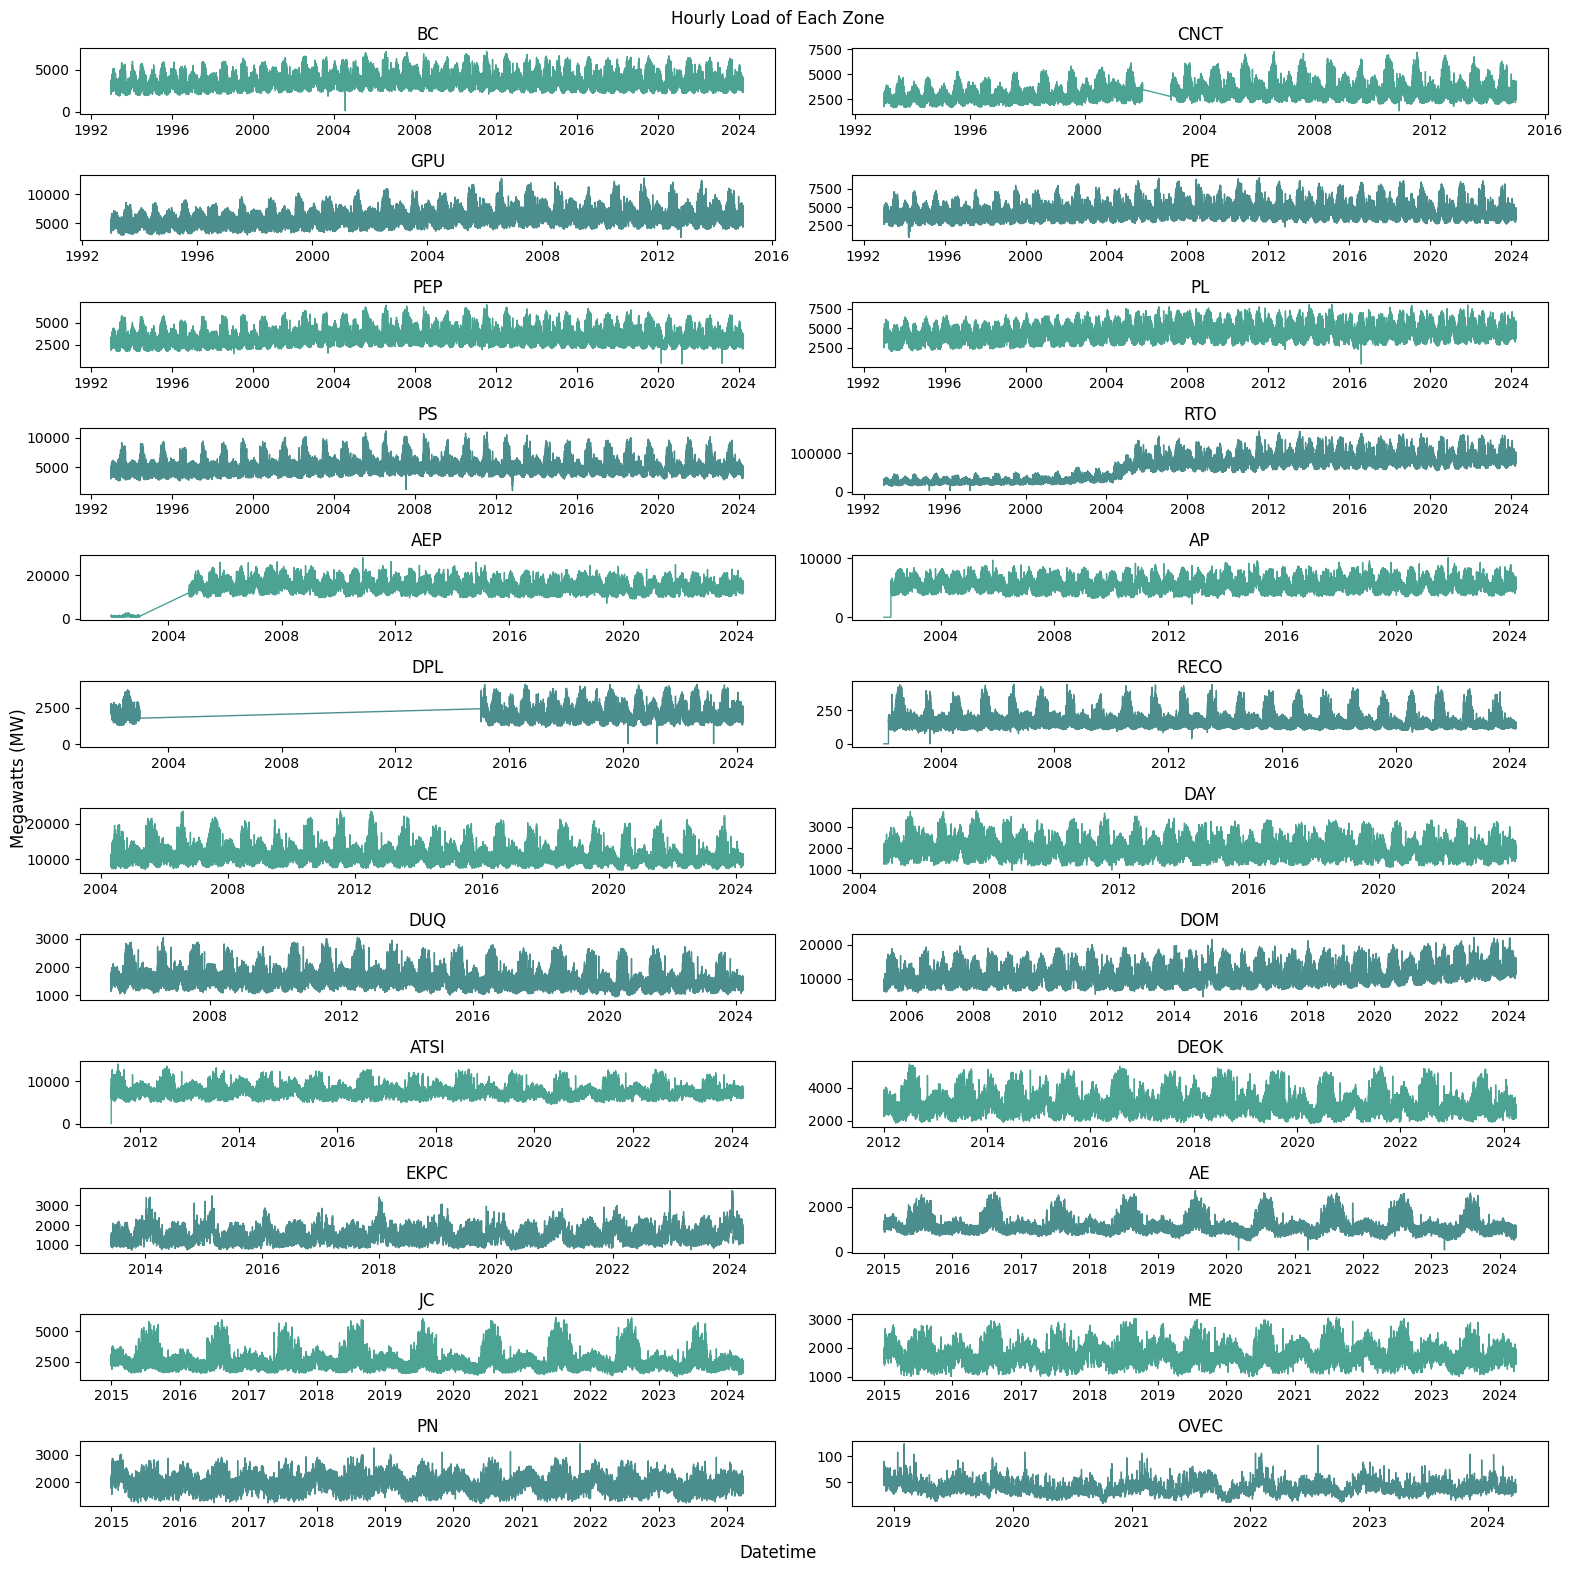 Hourly Load of Each Zone
BC
5000
0
1992 1996 2000 2004 2008 2012 2016 2020 2024
CNCT
7500
5000
2500
1992 1996 2000 2004 2008 2012 2016
GPU
10000
5000
1992 1996 2000 2004 2008 2012 2016
PE
7500
5000
2500
1992 1996 2000 2004 2008 2012 2016 2020 2024
PEP
5000
2500
1992 1996 2000 2004 2008 2012 2016 2020 2024
PL
7500
5000
2500
1992 1996 2000 2004 2008 2012 2016 2020 2024
PS
10000
5000
1992 1996 2000 2004 2008 2012 2016 2020 2024
RTO
100000
0
1992 1996 2000 2004 2008 2012 2016 2020 2024
AEP
20000
0
2004 2008 2012 2016 2020 2024
AP
10000
0
2004 2008 2012 2016 2020 2024
DPL
2500
0
2004 2008 2012 2016 2020 2024
RECO
250
0
2004 2008 2012 2016 2020 2024
Megawatts (MW)
CE
20000
10000
2004 2008 2012 2016 2020 2024
DAY
3000
2000
1000
2004 2008 2012 2016 2020 2024
DUQ
3000
2000
1000
2008 2012 2016 2020 2024
DOM
20000
10000
2006 2008 2010 2012 2014 2016 2018 2020 2022 2024
ATSI
10000
0
2012 2014 2016 2018 2020 2022 2024
DEOK
4000
2000
2012 2014 2016 2018 2020 2022 2024
EKPC
3000
2000
1000
2014 2016 2018 2020 2022 2024
AE
2000
0
2015 2016 2017 2018 2019 2020 2021 2022 2023 2024
JC
5000
2500
2015 2016 2017 2018 2019 2020 2021 2022 2023 2024
ME
3000
2000
1000
2015 2016 2017 2018 2019 2020 2021 2022 2023 2024
PN
3000
2000
2015 2016 2017 2018 2019 2020 2021 2022 2023 2024
OVEC
100
50
2019 2020 2021 2022 2023 2024
Datetime